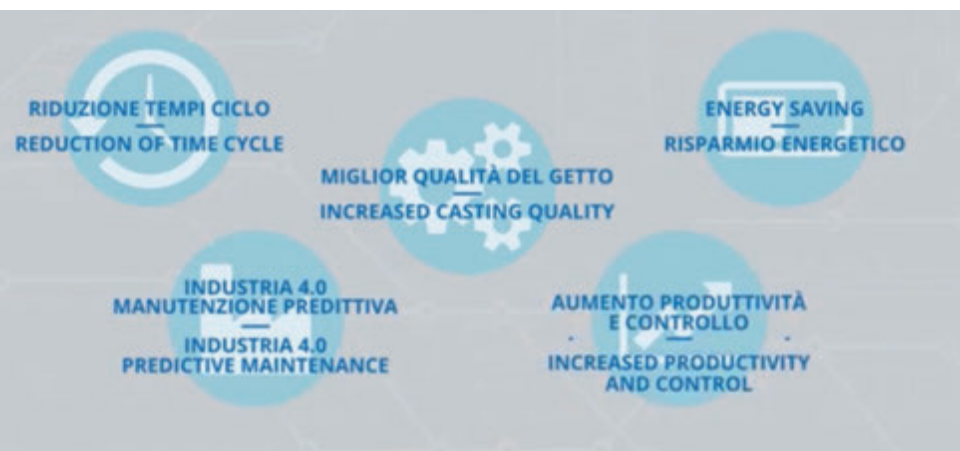 RIDUZIONE TEMPI CICLO
REDUCTION OF TIME CYCLE
MIGLIOR QUALITÀ DEL GETTO
INCREASED CASTING QUALITY
ENERGY SAVING
RISPARMIO ENERGETICO
INDUSTRIA 4.0
MANUTENZIONE PREDITTIVA
INDUSTRIA 4.0
PREDICTIVE MAINTENANCE
AUMENTO PRODUTTIVITÀ
E CONTROLLO
INCREASED PRODUCTIVITY
AND CONTROL